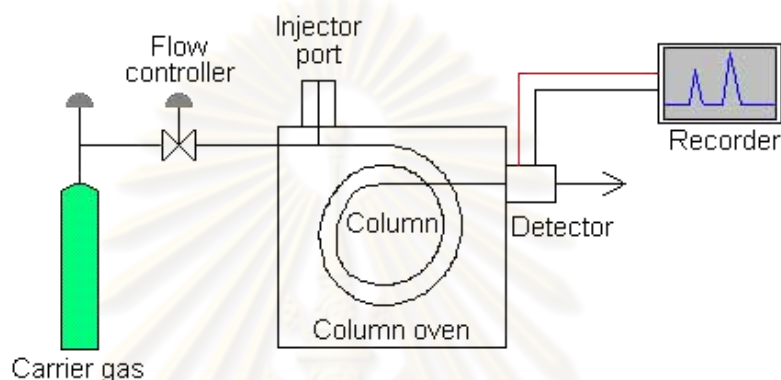 Flow
controller
Injector
port
Recorder
Column
Detector
Column oven
Carrier gas